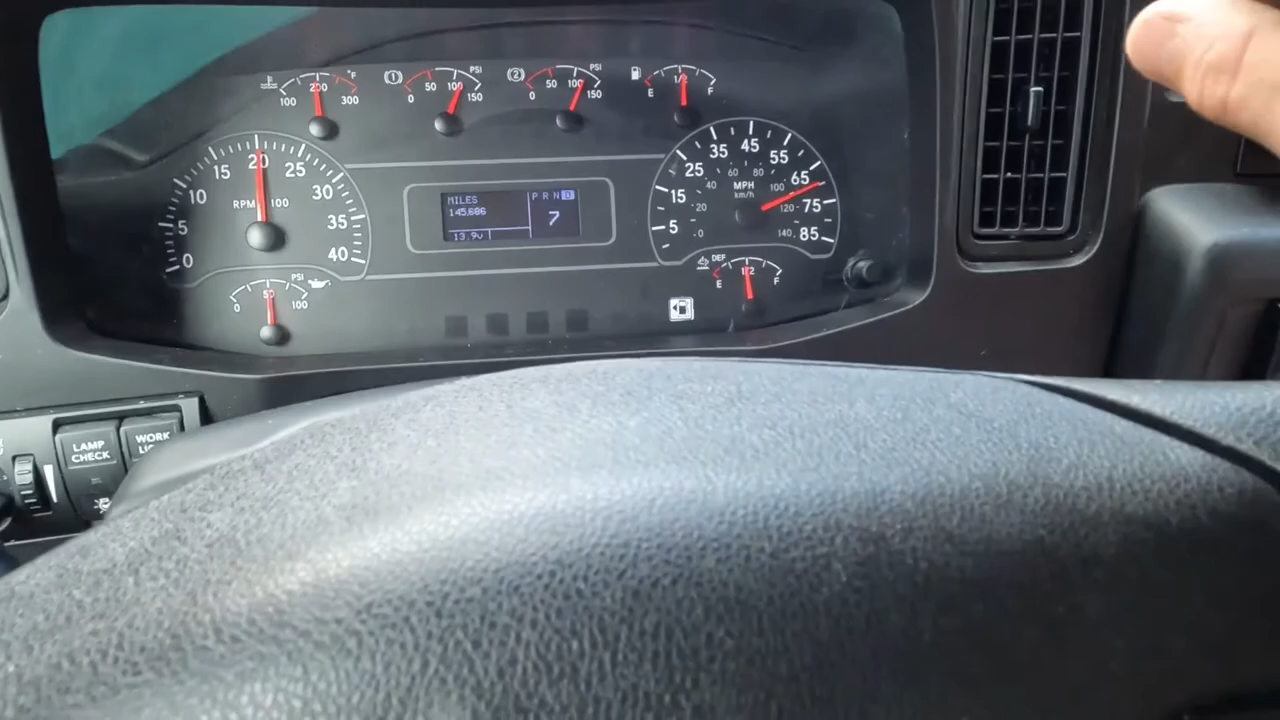 °F
100 200 300
1
PSI
0 50 100 150
2
PSI
0 50 100 150
E 1/2 F
0 5 10 15 20 25 30 35 40
RPM 100
MILES
145,686
13.9V
P R N D
7
5 15 25 35 45 55 65 75 85
MPH
km/h
0 20 40 60 80 100 120 140
PSI
0 50 100
DEF
E 1/2 F
LAMP
CHECK
WORK